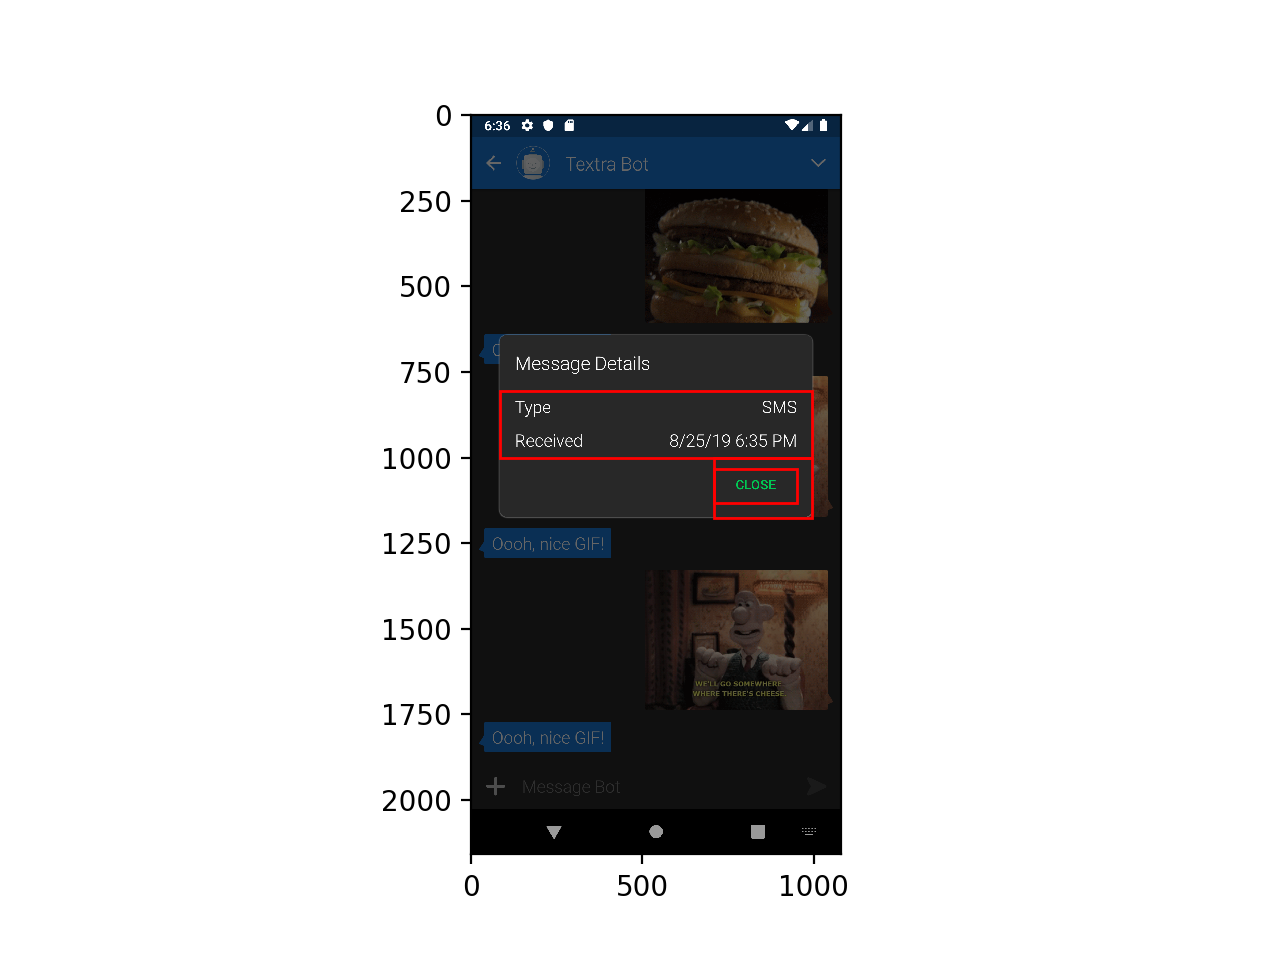 0
250
500
750
1000
1250
1500
1750
2000
6:36
Textra Bot
Message Details
Type SMS
Received 8/25/19 6:35 PM
CLOSE
Oooh, nice GIF!
WE'LL GO SOMEWHERE
WHERE THERE'S CHEESE.
Oooh, nice GIF!
Message Bot
0 500 1000